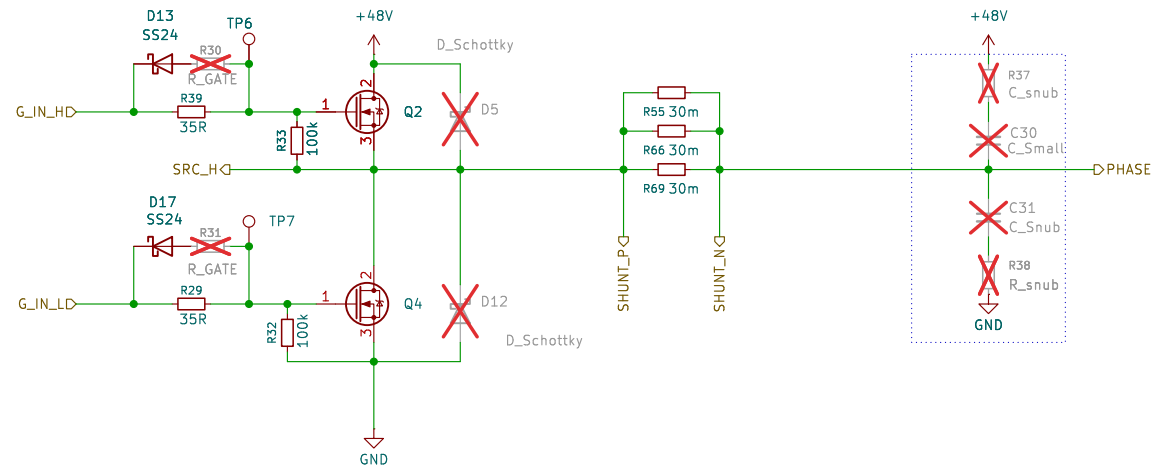 D13
SS24
TP6
+48V
D_Schottky
R30
R_GATE
G_IN_H
R39
35R
1
2
3
Q2
D5
R33
100k
SRC_H
R55 30m
R66 30m
R69 30m
SHUNT_P
SHUNT_N
+48V
R37
C_snub
C30
C_Small
PHASE
C31
C_Snub
R38
R_snub
GND
D17
SS24
TP7
R31
R_GATE
G_IN_L
R29
35R
1
2
3
Q4
D12
D_Schottky
R32
100k
GND